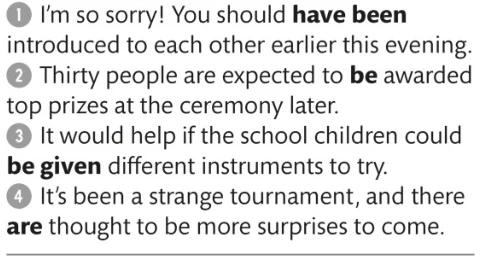 1 I'm so sorry! You should have been
introduced to each other earlier this evening.
2 Thirty people are expected to be awarded
top prizes at the ceremony later.
3 It would help if the school children could
be given different instruments to try.
4 It's been a strange tournament, and there
are thought to be more surprises to come.